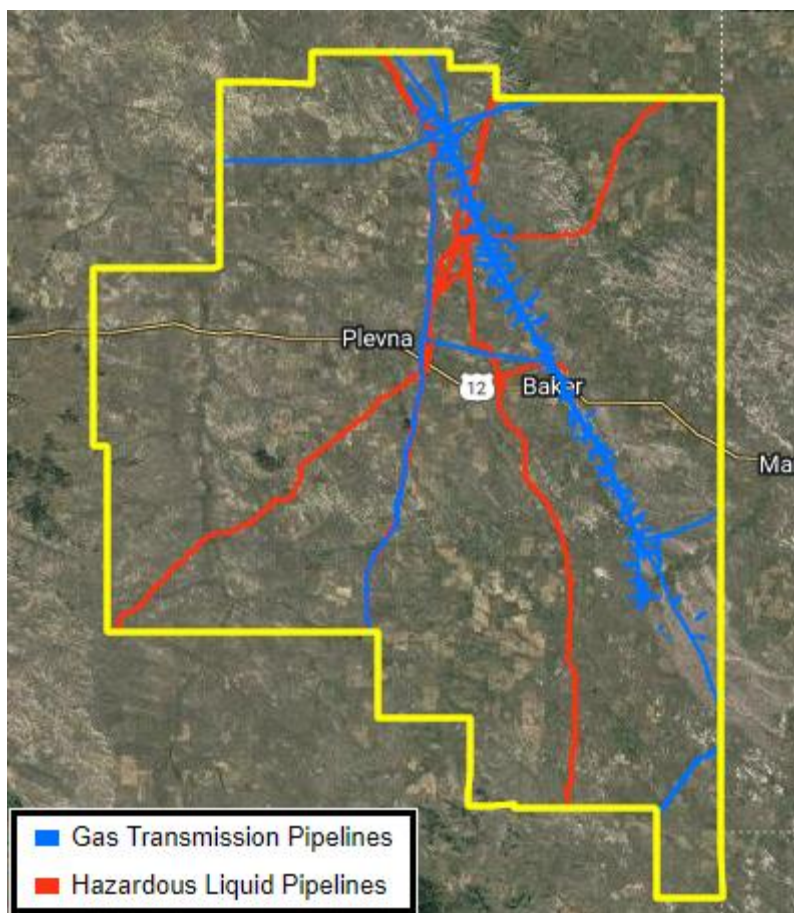 Plevna
12
Baker
Ma
Gas Transmission Pipelines
Hazardous Liquid Pipelines